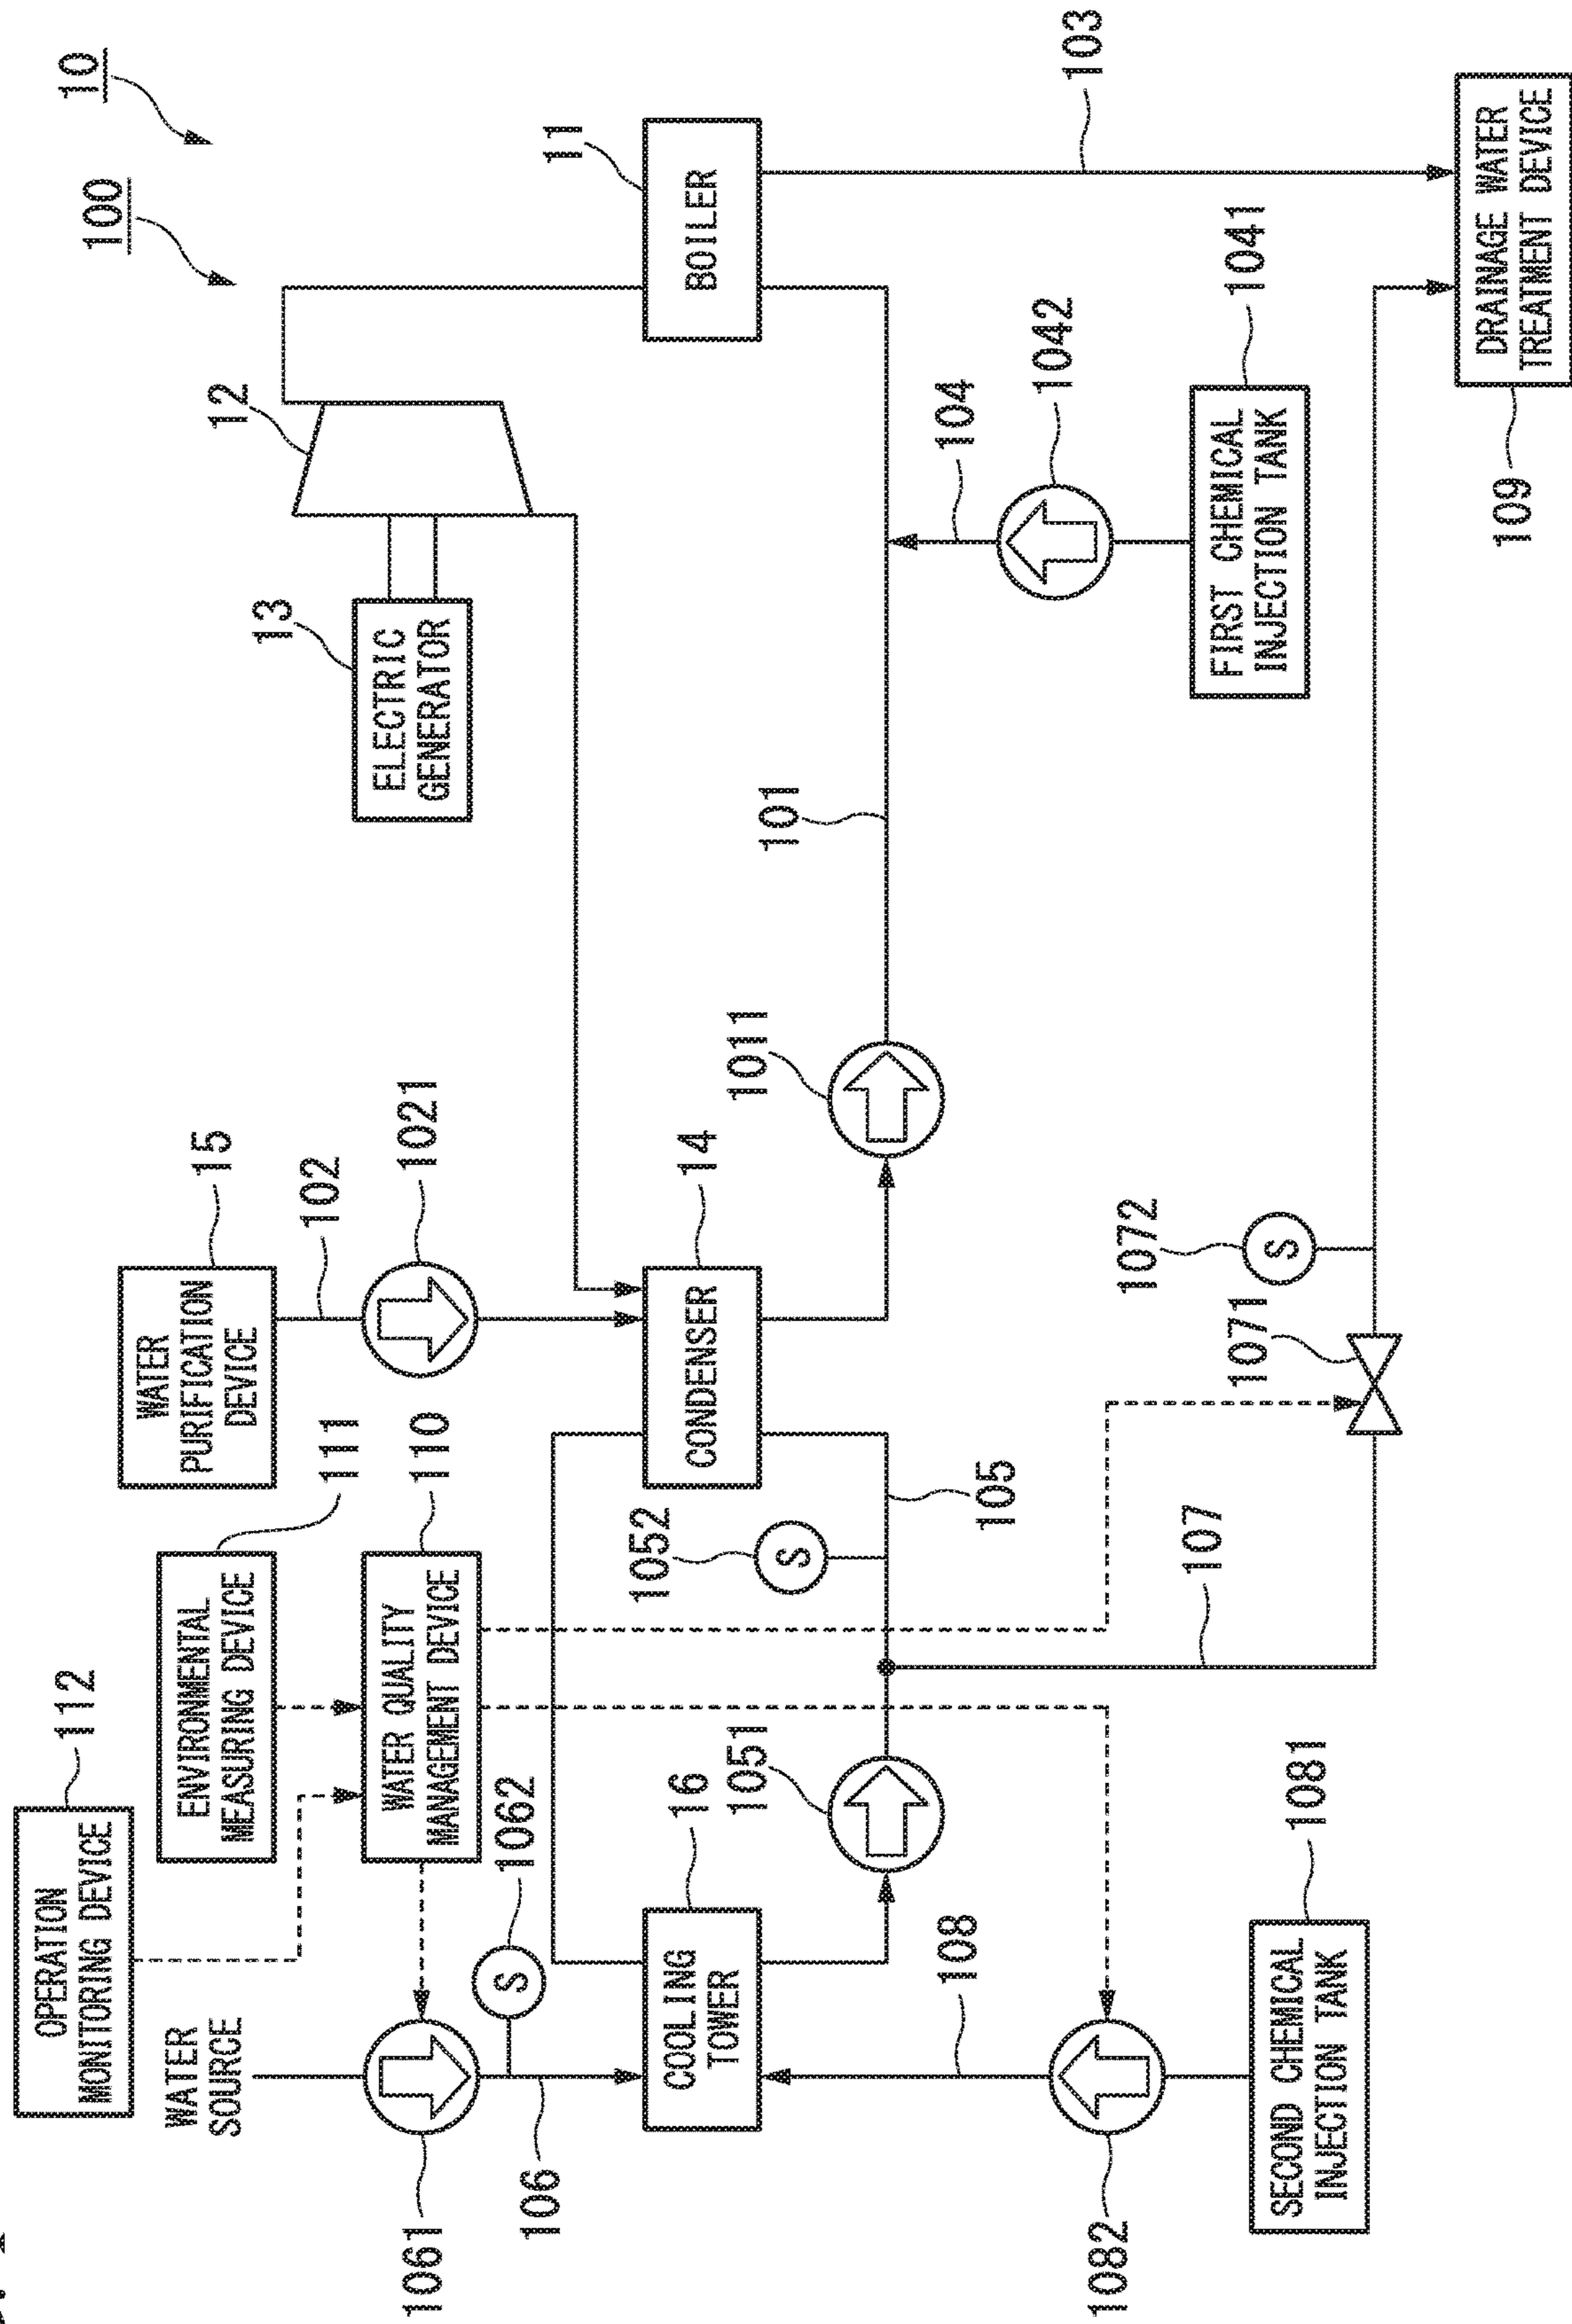 10
100
12
11
BOILER
13
ELECTRIC
GENERATOR
103
104
1042
1041
FIRST CHEMICAL
INJECTION TANK
DRAINAGE WATER
TREATMENT DEVICE
109
101
1011
15
WATER
PURIFICATION
DEVICE
102
1021
14
CONDENSER
111
ENVIRONMENTAL
MEASURING DEVICE
110
WATER QUALITY
MANAGEMENT DEVICE
112
OPERATION
MONITORING DEVICE
WATER
SOURCE
1061
1062
S
106
16
COOLING
TOWER
1051
1052
S
105
1072
S
1071
107
108
1082
1081
SECOND CHEMICAL
INJECTION TANK